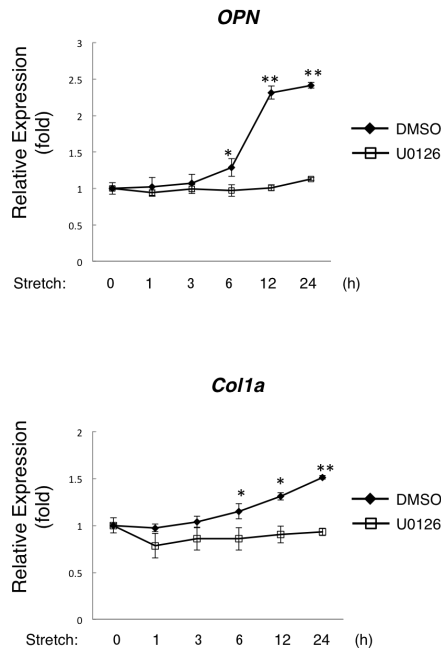 OPN
3
2.5
2
1.5
1
0.5
0
Relative Expression
(fold)
*
**
**
DMSO
U0126
Stretch: 0 1 3 6 12 24 (h)
Col1a
2
1.5
1
0.5
0
Relative Expression
(fold)
*
*
**
DMSO
U0126
Stretch: 0 1 3 6 12 24 (h)